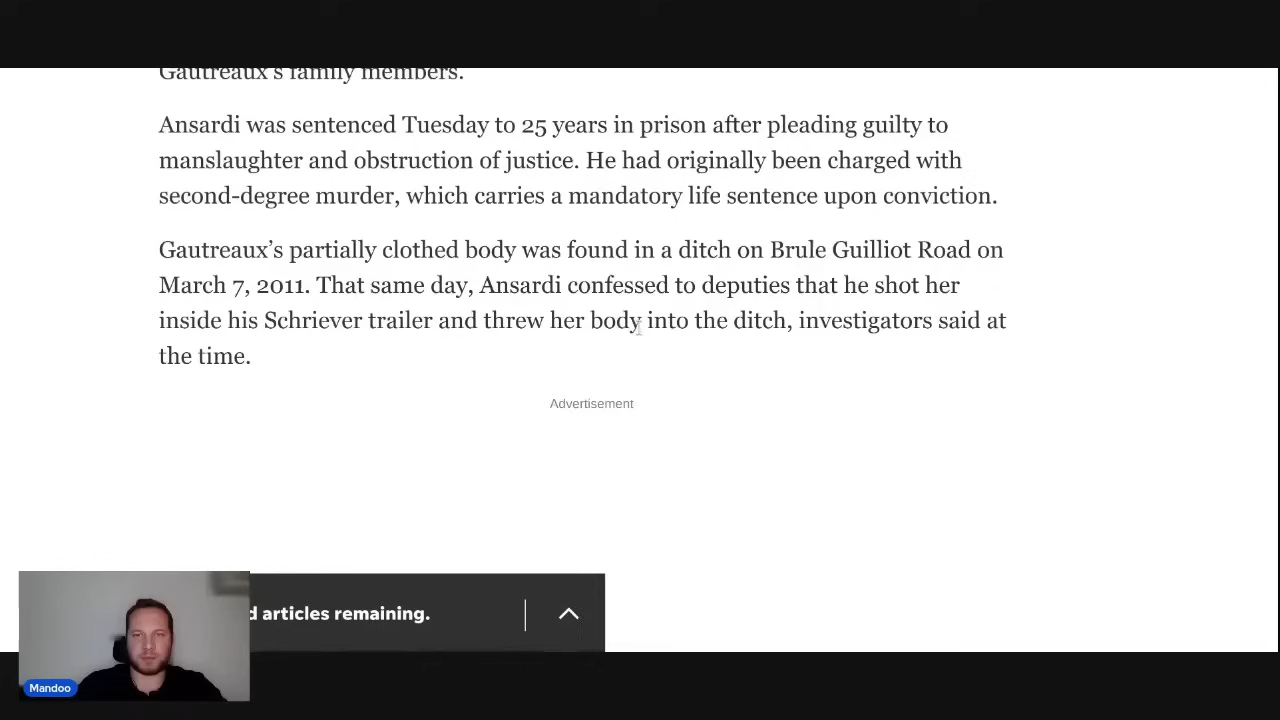 Gautreaux's family members.
Ansardi was sentenced Tuesday to 25 years in prison after pleading guilty to
manslaughter and obstruction of justice. He had originally been charged with
second-degree murder, which carries a mandatory life sentence upon conviction.
Gautreaux’s partially clothed body was found in a ditch on Brule Guilliot Road on
March 7, 2011. That same day, Ansardi confessed to deputies that he shot her
inside his Schriever trailer and threw her body into the ditch, investigators said at
the time.
Advertisement
articles remaining.
Mandoo